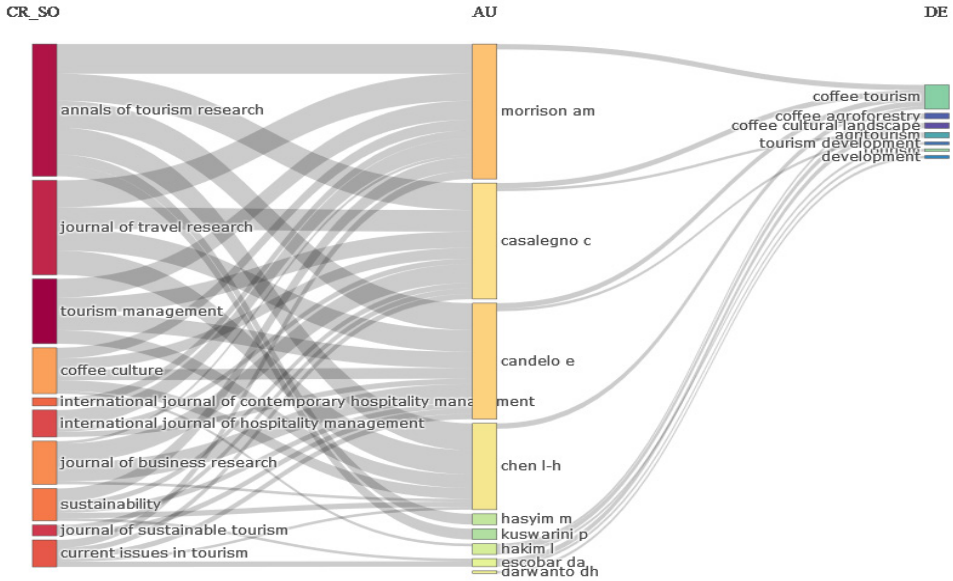 CR_SO
AU
DE
annals of tourism research
journal of travel research
tourism management
coffee culture
international journal of contemporary hospitality management
international journal of hospitality management
journal of business research
sustainability
journal of sustainable tourism
current issues in tourism
morrison am
casalegno c
candelo e
chen l-h
hasyim m
kuswarini p
hakim l
escobar da
darwanto dh
coffee tourism
coffee agroforestry
coffee cultural landscape
agritourism
tourism development
tourism
development